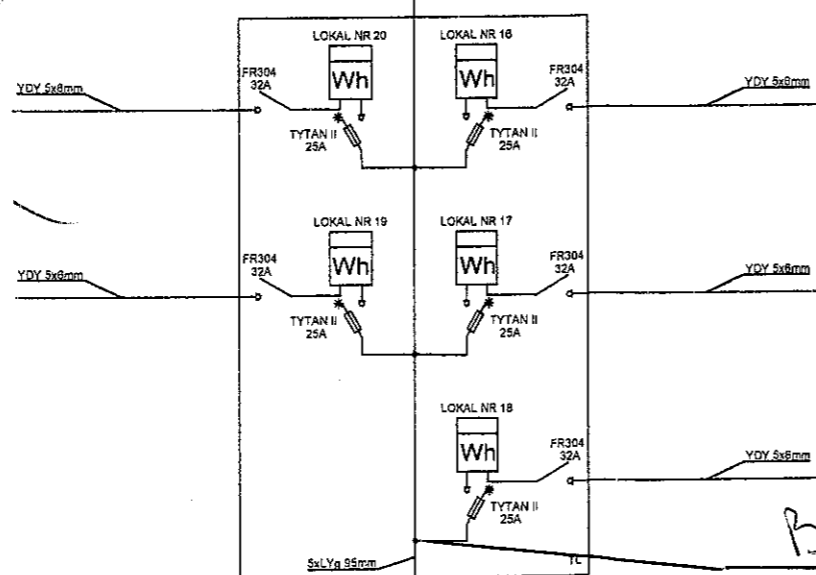 LOKAL NR 20
LOKAL NR 16
FR304
32A
Wh
Wh
FR304
32A
YDY 5x6mm
YDY 5x6mm
TYTAN II
25A
TYTAN II
25A
LOKAL NR 19
LOKAL NR 17
FR304
32A
Wh
Wh
FR304
32A
YDY 5x6mm
YDY 5x6mm
TYTAN II
25A
TYTAN II
25A
LOKAL NR 18
FR304
32A
Wh
YDY 5x6mm
TYTAN II
25A
5xLYg 95mm
TL